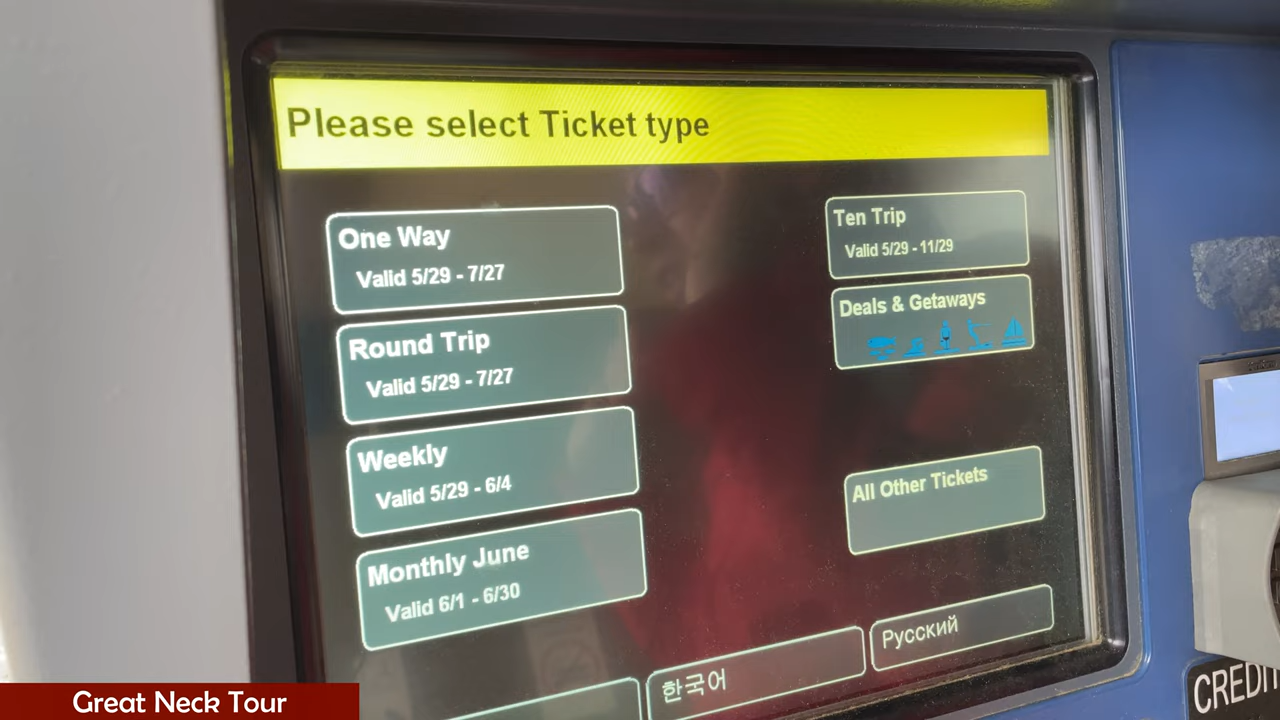 Please select Ticket type
One Way
Valid 5/29 - 7/27
Round Trip
Valid 5/29 - 7/27
Weekly
Valid 5/29 - 6/4
Monthly June
Valid 6/1 - 6/30
Ten Trip
Valid 5/29 - 11/29
Deals & Getaways
All Other Tickets
한국어
Русский
CREDIT
Great Neck Tour